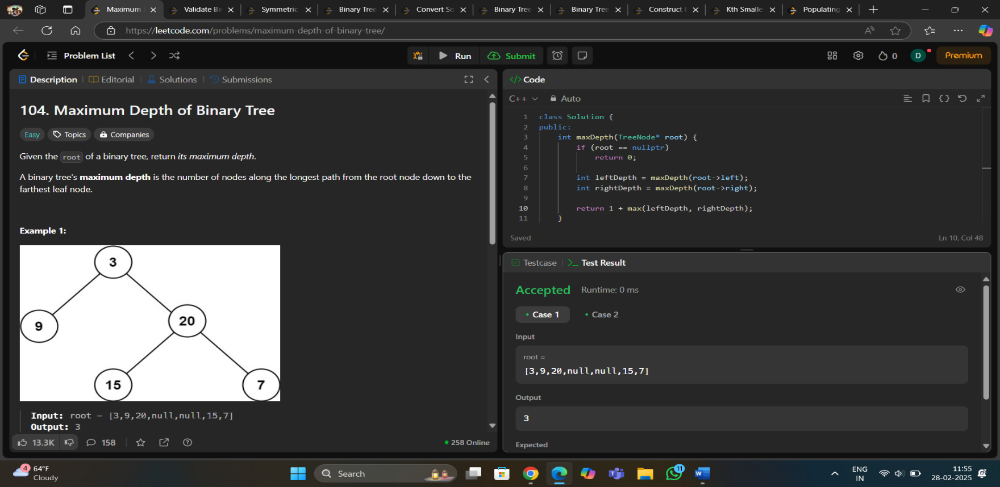 Maximum
Validate Bin
Symmetric
Binary Tree
Convert So
Binary Tree
Binary Tree
Construct B
Kth Smalle
Populating
https://leetcode.com/problems/maximum-depth-of-binary-tree/
Problem List
Run
Submit
0
D
Premium
Description
Editorial
Solutions
Submissions
104. Maximum Depth of Binary Tree
Easy
Topics
Companies
Given the root of a binary tree, return its maximum depth.
A binary tree's maximum depth is the number of nodes along the longest path from the root node down to the
farthest leaf node.
Example 1:
3
9
20
15
7
Input: root = [3,9,20,null,null,15,7]
Output: 3
13.3K
158
258 Online
</> Code
C++
Auto
1 class Solution {
2 public:
3 int maxDepth(TreeNode* root) {
4 if (root == nullptr)
5 return 0;
6
7 int leftDepth = maxDepth(root->left);
8 int rightDepth = maxDepth(root->right);
9
10 return 1 + max(leftDepth, rightDepth);
11 }
Saved
Ln 10, Col 48
Testcase
>_ Test Result
Accepted
Runtime: 0 ms
• Case 1
• Case 2
Input
root =
[3,9,20,null,null,15,7]
Output
3
Expected
4
64°F
Cloudy
Search
11
ENG
IN
11:55
28-02-2025